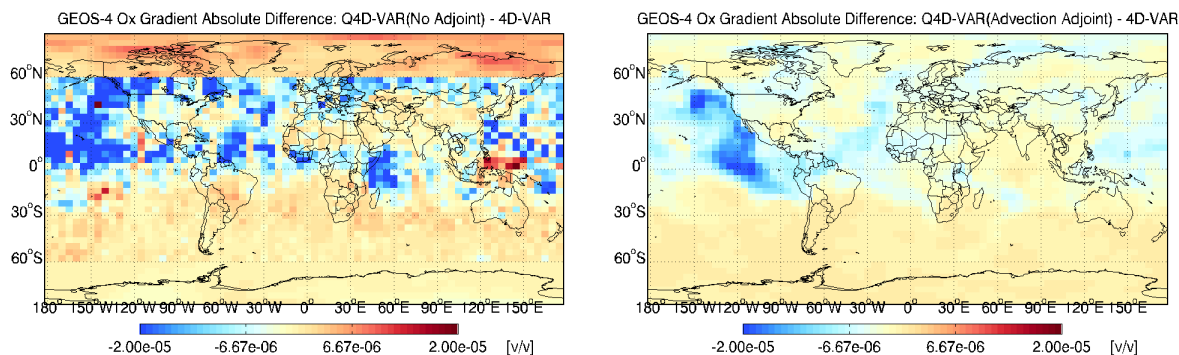 GEOS-4 Ox Gradient Absolute Difference: Q4D-VAR(No Adjoint) - 4D-VAR
60°N
30°N
0°
30°S
60°S
180°W 150°W 120°W 90°W 60°W 30°W 0° 30°E 60°E 90°E 120°E 150°E
-2.00e-05 -6.67e-06 6.67e-06 2.00e-05 [v/v]
GEOS-4 Ox Gradient Absolute Difference: Q4D-VAR(Advection Adjoint) - 4D-VAR
60°N
30°N
0°
30°S
60°S
180°W 150°W 120°W 90°W 60°W 30°W 0° 30°E 60°E 90°E 120°E 150°E
-2.00e-05 -6.67e-06 6.67e-06 2.00e-05 [v/v]